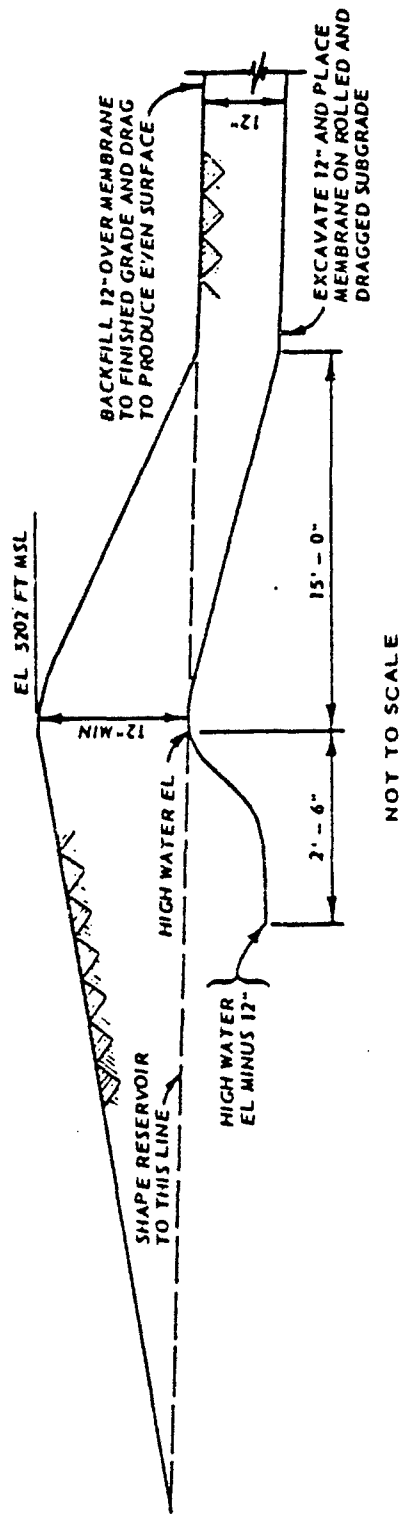 EL 5202 FT MSL
BACKFILL 12" OVER MEMBRANE
TO FINISHED GRADE AND DRAG
TO PRODUCE EVEN SURFACE
SHAPE RESERVOIR
TO THIS LINE
HIGH WATER EL
12" MIN
12"
HIGH WATER
EL MINUS 12"
2' - 6"
15' - 0"
EXCAVATE 12" AND PLACE
MEMBRANE ON ROLLED AND
DRAGGED SUBGRADE
NOT TO SCALE